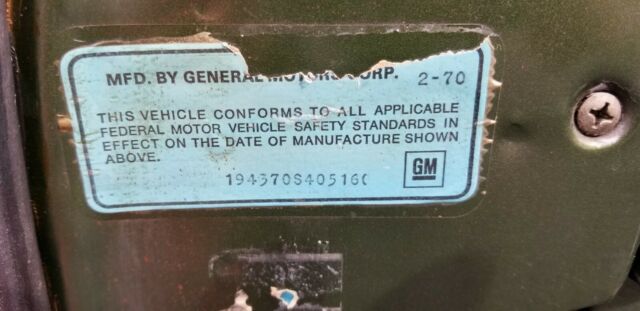 MFD. BY GENERAL MOTORS CORP. 2-70
THIS VEHICLE CONFORMS TO ALL APPLICABLE
FEDERAL MOTOR VEHICLE SAFETY STANDARDS IN
EFFECT ON THE DATE OF MANUFACTURE SHOWN
ABOVE.
GM